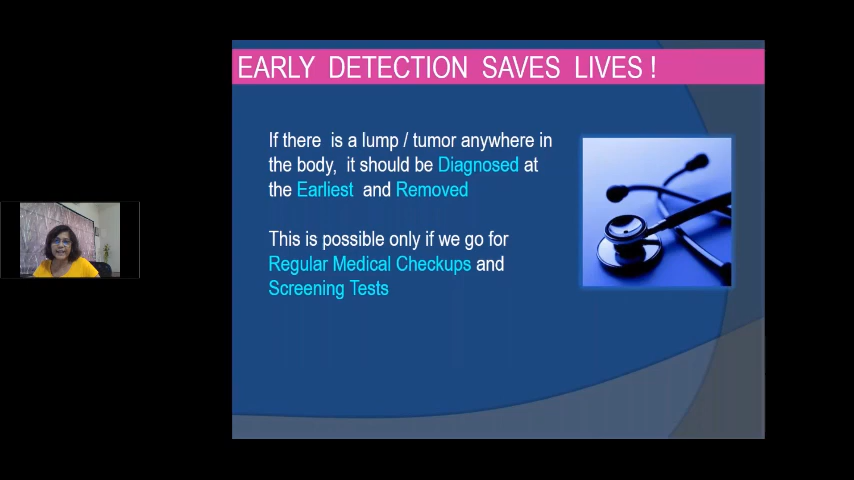 EARLY DETECTION SAVES LIVES !
If there is a lump / tumor anywhere in
the body, it should be Diagnosed at
the Earliest and Removed
This is possible only if we go for
Regular Medical Checkups and
Screening Tests